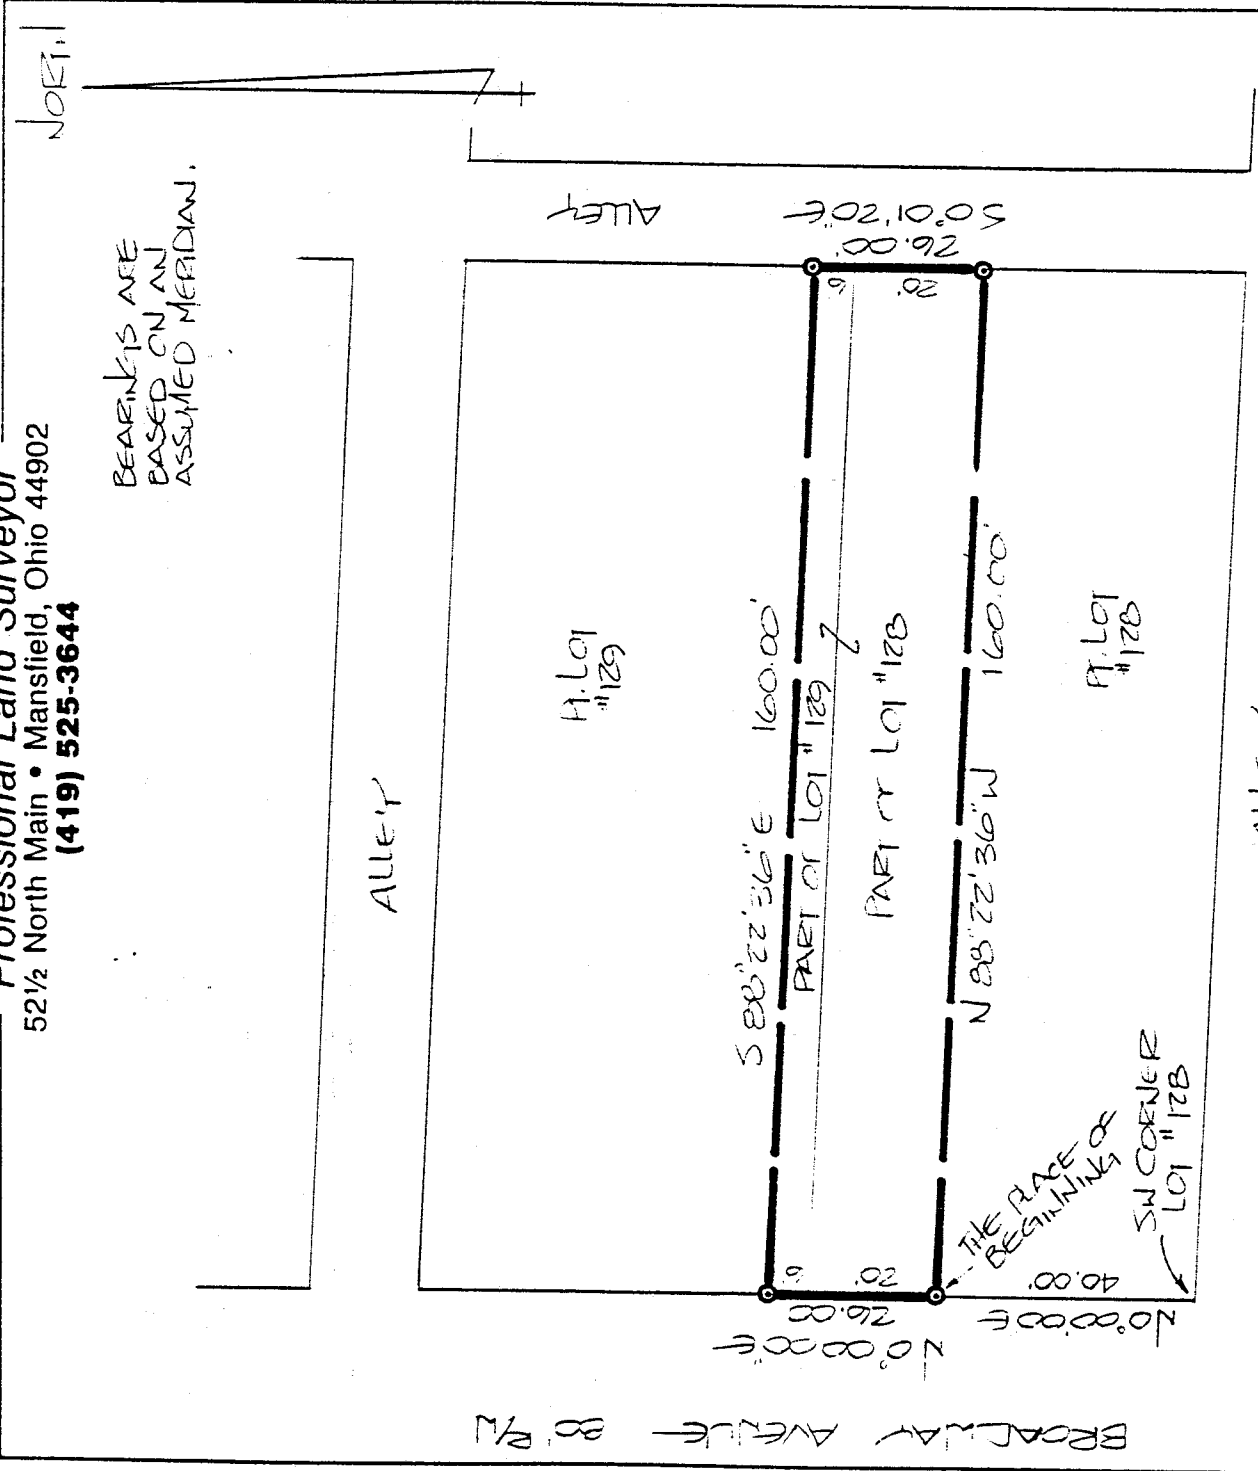 Professional Land Surveyor
52½ North Main • Mansfield, Ohio 44902
(419) 525-3644
NORTH
BEARINGS ARE
BASED ON AN
ASSUMED MERIDIAN.
ALLEY
ALLEY
S 0°01'20" E
26.00'
6'
20'
PT. LOT
#129
S 88°22'36" E 160.00'
PART OF LOT #129
PART OF LOT #128
N 88°22'36" W 160.00'
PT. LOT
#128
6'
20'
26.00
N 0°00'00" E
THE PLACE OF
BEGINNING
40.00'
N 0°00'00" E
SW CORNER
LOT #128
BROADWAY AVENUE 80' R/W